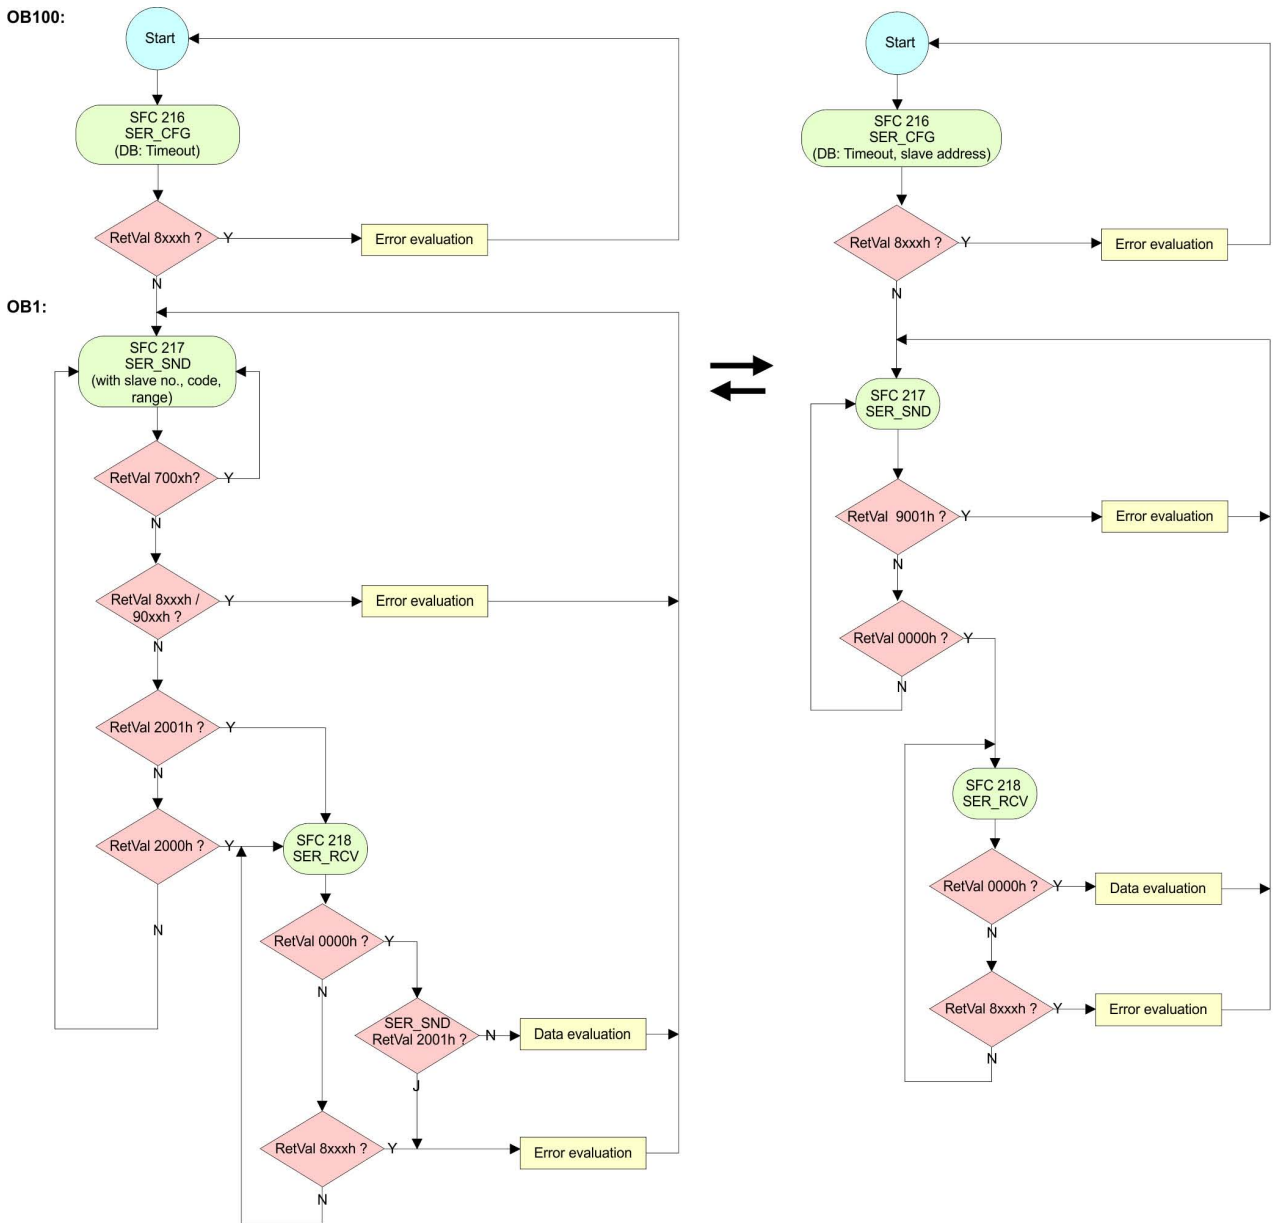 OB100:
Start
SFC 216
SER_CFG
(DB: Timeout)
RetVal 8xxxh ?
Y
Error evaluation
N
OB1:
SFC 217
SER_SND
(with slave no., code,
range)
RetVal 700xh?
Y
N
RetVal 8xxxh /
90xxh ?
Y
Error evaluation
N
RetVal 2001h ?
Y
N
RetVal 2000h ?
Y
N
SFC 218
SER_RCV
RetVal 0000h ?
Y
N
SER_SND
RetVal 2001h ?
N
Data evaluation
J
RetVal 8xxxh ?
Y
Error evaluation
N
Start
SFC 216
SER_CFG
(DB: Timeout, slave address)
RetVal 8xxxh ?
Y
Error evaluation
N
SFC 217
SER_SND
RetVal  9001h ?
Y
Error evaluation
N
RetVal 0000h ?
Y
N
SFC 218
SER_RCV
RetVal 0000h ?
Y
Data evaluation
N
RetVal 8xxxh ?
Y
Error evaluation
N